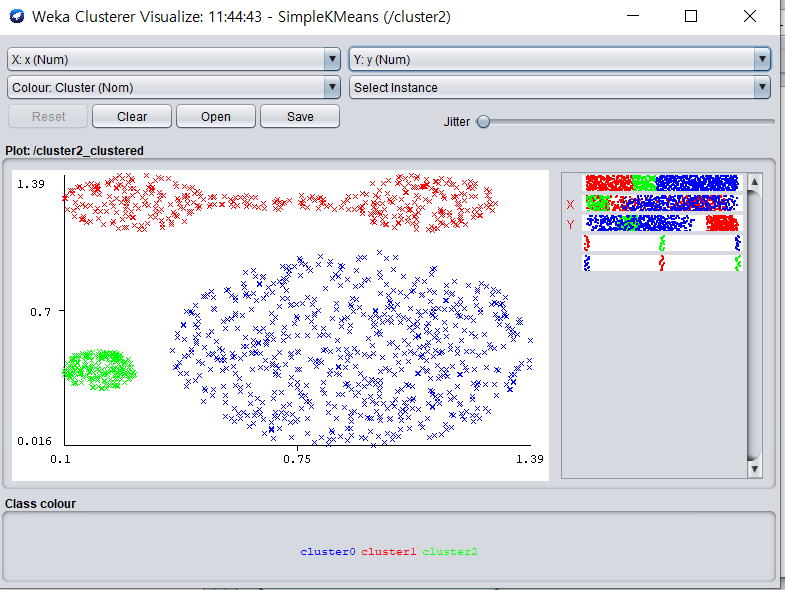 Weka Clusterer Visualize: 11:44:43 - SimpleKMeans (/cluster2)
X: x (Num) Y: y (Num)
Colour: Cluster (Nom) Select Instance
Reset Clear Open Save Jitter
Plot: /cluster2_clustered
1.39
0.7
0.016
0.1 0.75 1.39
X
Y
Class colour
cluster0 cluster1 cluster2